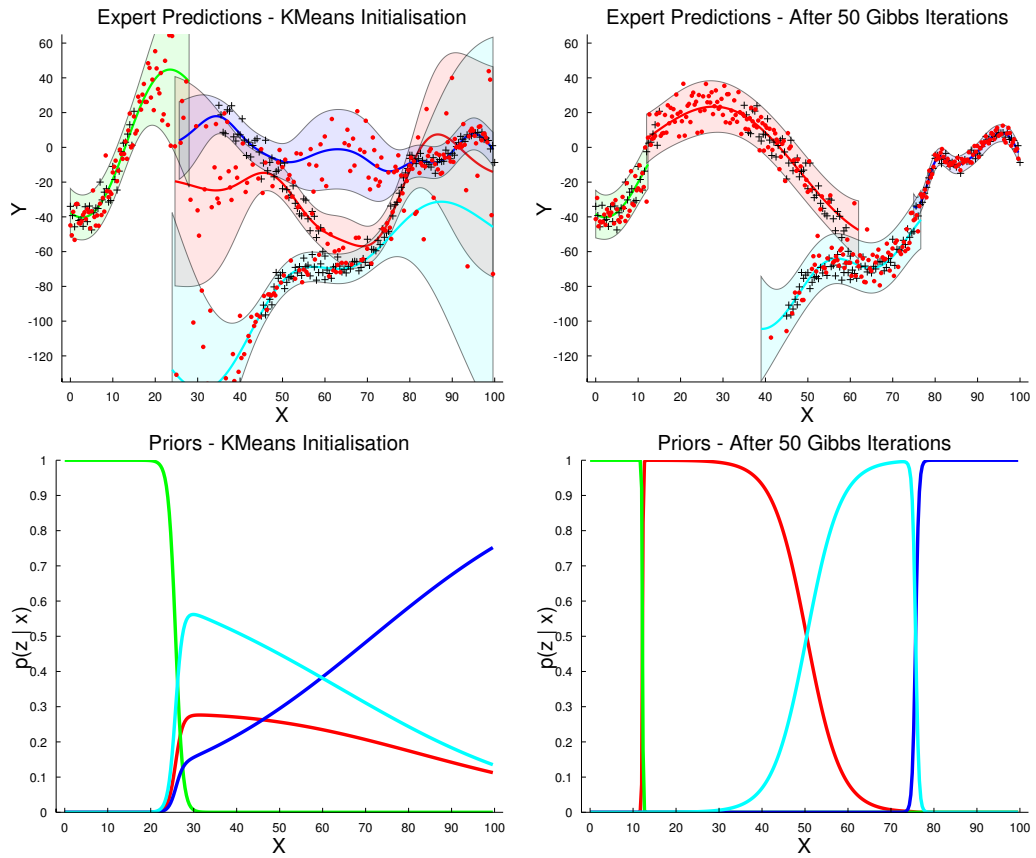 Expert Predictions - KMeans Initialisation
60
40
20
0
-20
-40
-60
-80
-100
-120
Y
0 10 20 30 40 50 60 70 80 90 100
X
Expert Predictions - After 50 Gibbs Iterations
60
40
20
0
-20
-40
-60
-80
-100
-120
Y
0 10 20 30 40 50 60 70 80 90 100
X
Priors - KMeans Initialisation
1
0.9
0.8
0.7
0.6
0.5
0.4
0.3
0.2
0.1
0
p(z | x)
0 10 20 30 40 50 60 70 80 90 100
X
Priors - After 50 Gibbs Iterations
1
0.9
0.8
0.7
0.6
0.5
0.4
0.3
0.2
0.1
0
p(z | x)
0 10 20 30 40 50 60 70 80 90 100
X